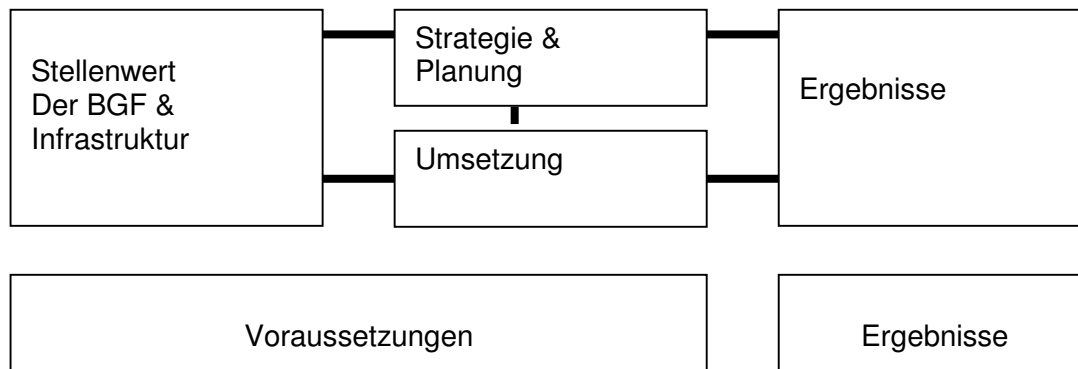 Stellenwert
Der BGF &
Infrastruktur
Strategie &
Planung
Umsetzung
Ergebnisse
Voraussetzungen
Ergebnisse